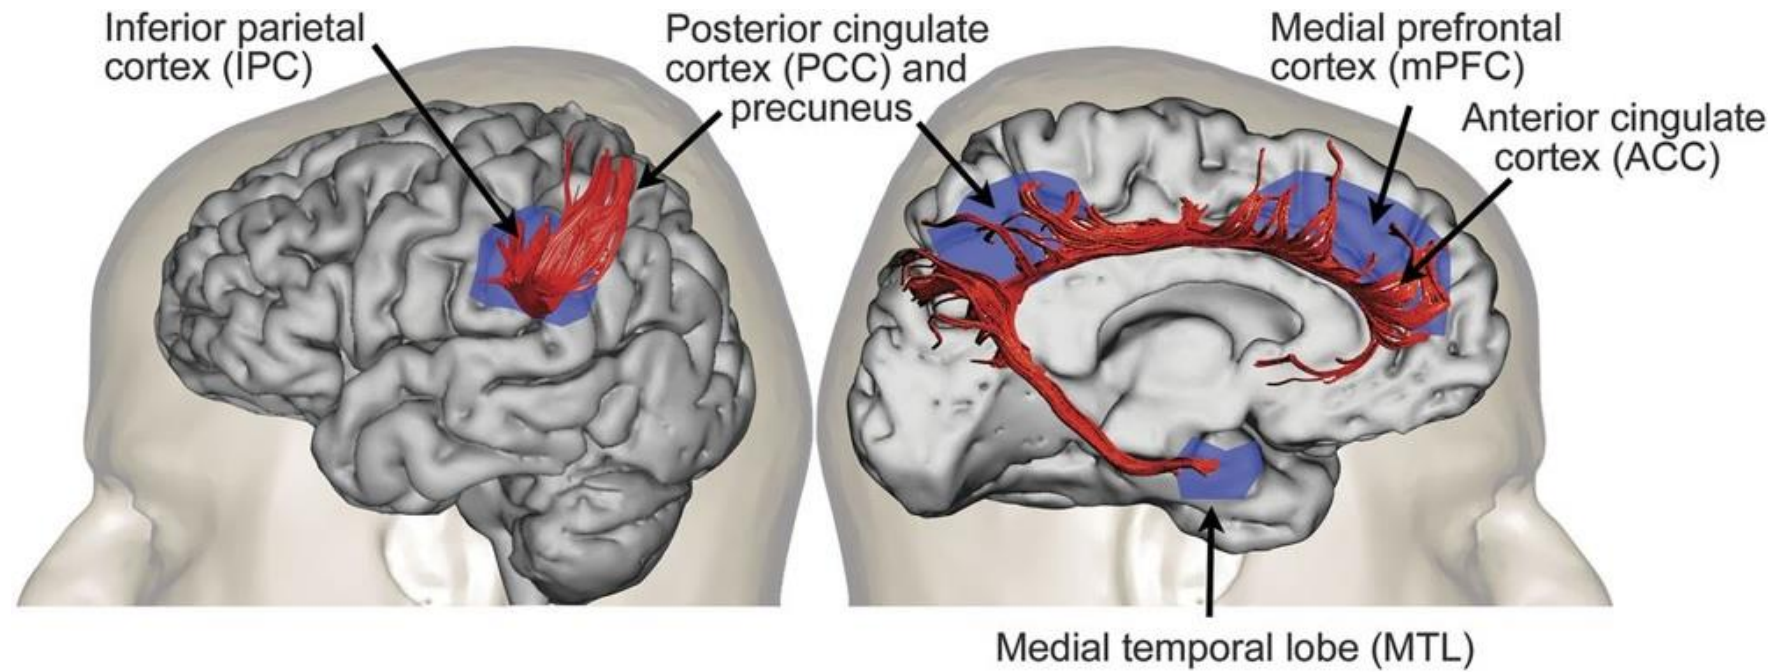 Inferior parietal
cortex (IPC)
Posterior cingulate
cortex (PCC) and
precuneus
Medial prefrontal
cortex (mPFC)
Anterior cingulate
cortex (ACC)
Medial temporal lobe (MTL)